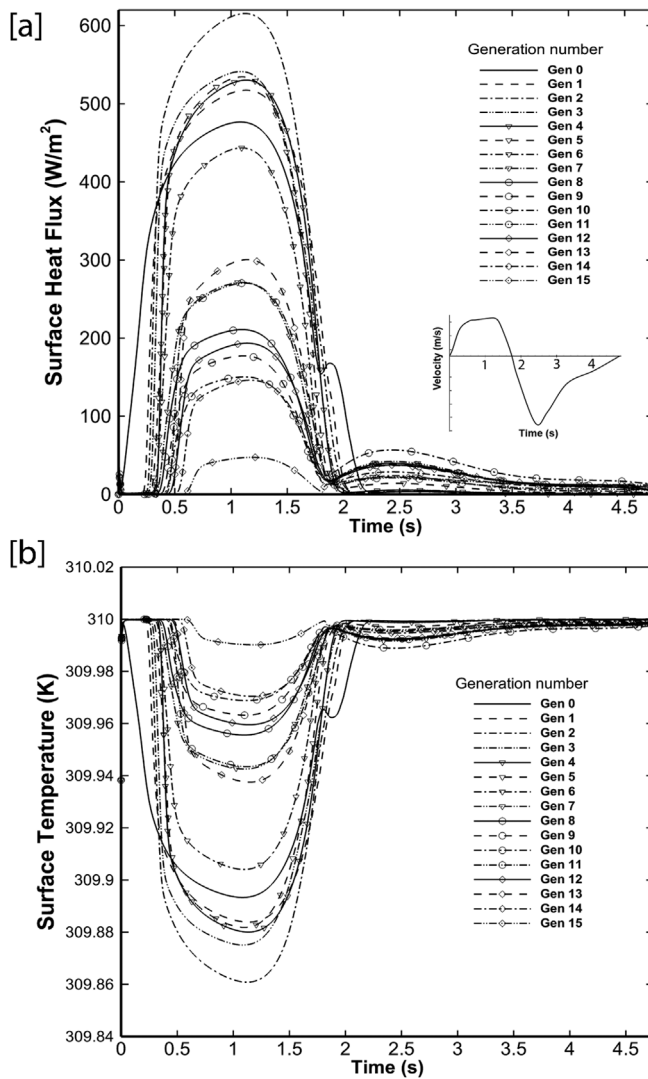 [a]
600
500
400
300
200
100
0
Surface Heat Flux (W/m²)
Generation number
Gen 0
Gen 1
Gen 2
Gen 3
Gen 4
Gen 5
Gen 6
Gen 7
Gen 8
Gen 9
Gen 10
Gen 11
Gen 12
Gen 13
Gen 14
Gen 15
Velocity (m/s)
1 2 3 4
Time (s)
0 0.5 1 1.5 2 2.5 3 3.5 4 4.5
Time (s)
[b]
310.02
310
309.98
309.96
309.94
309.92
309.9
309.88
309.86
309.84
Surface Temperature (K)
Generation number
Gen 0
Gen 1
Gen 2
Gen 3
Gen 4
Gen 5
Gen 6
Gen 7
Gen 8
Gen 9
Gen 10
Gen 11
Gen 12
Gen 13
Gen 14
Gen 15
0 0.5 1 1.5 2 2.5 3 3.5 4 4.5
Time (s)